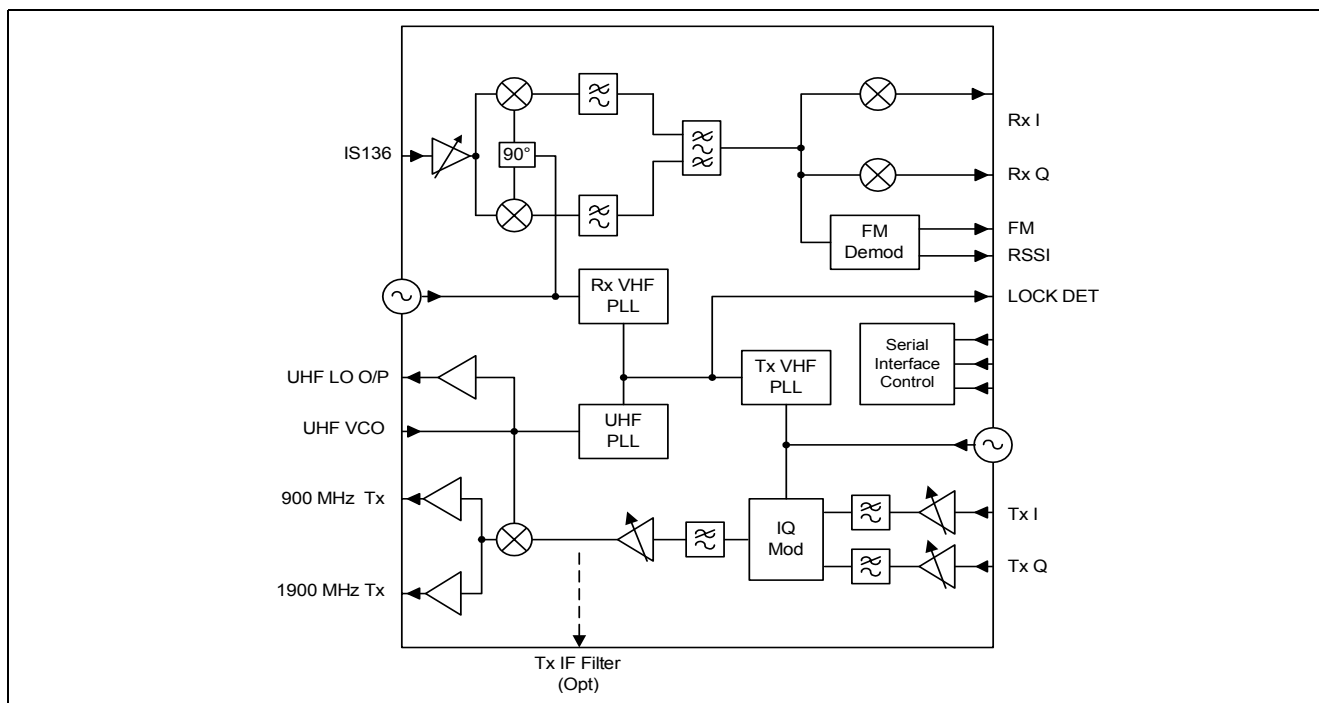 IS136
90°
Rx I
Rx Q
FM
Demod
FM
RSSI
Rx VHF
PLL
LOCK DET
Serial
Interface
Control
UHF LO O/P
Tx VHF
PLL
UHF VCO
UHF
PLL
900 MHz Tx
IQ
Mod
Tx I
Tx Q
1900 MHz Tx
Tx IF Filter
(Opt)